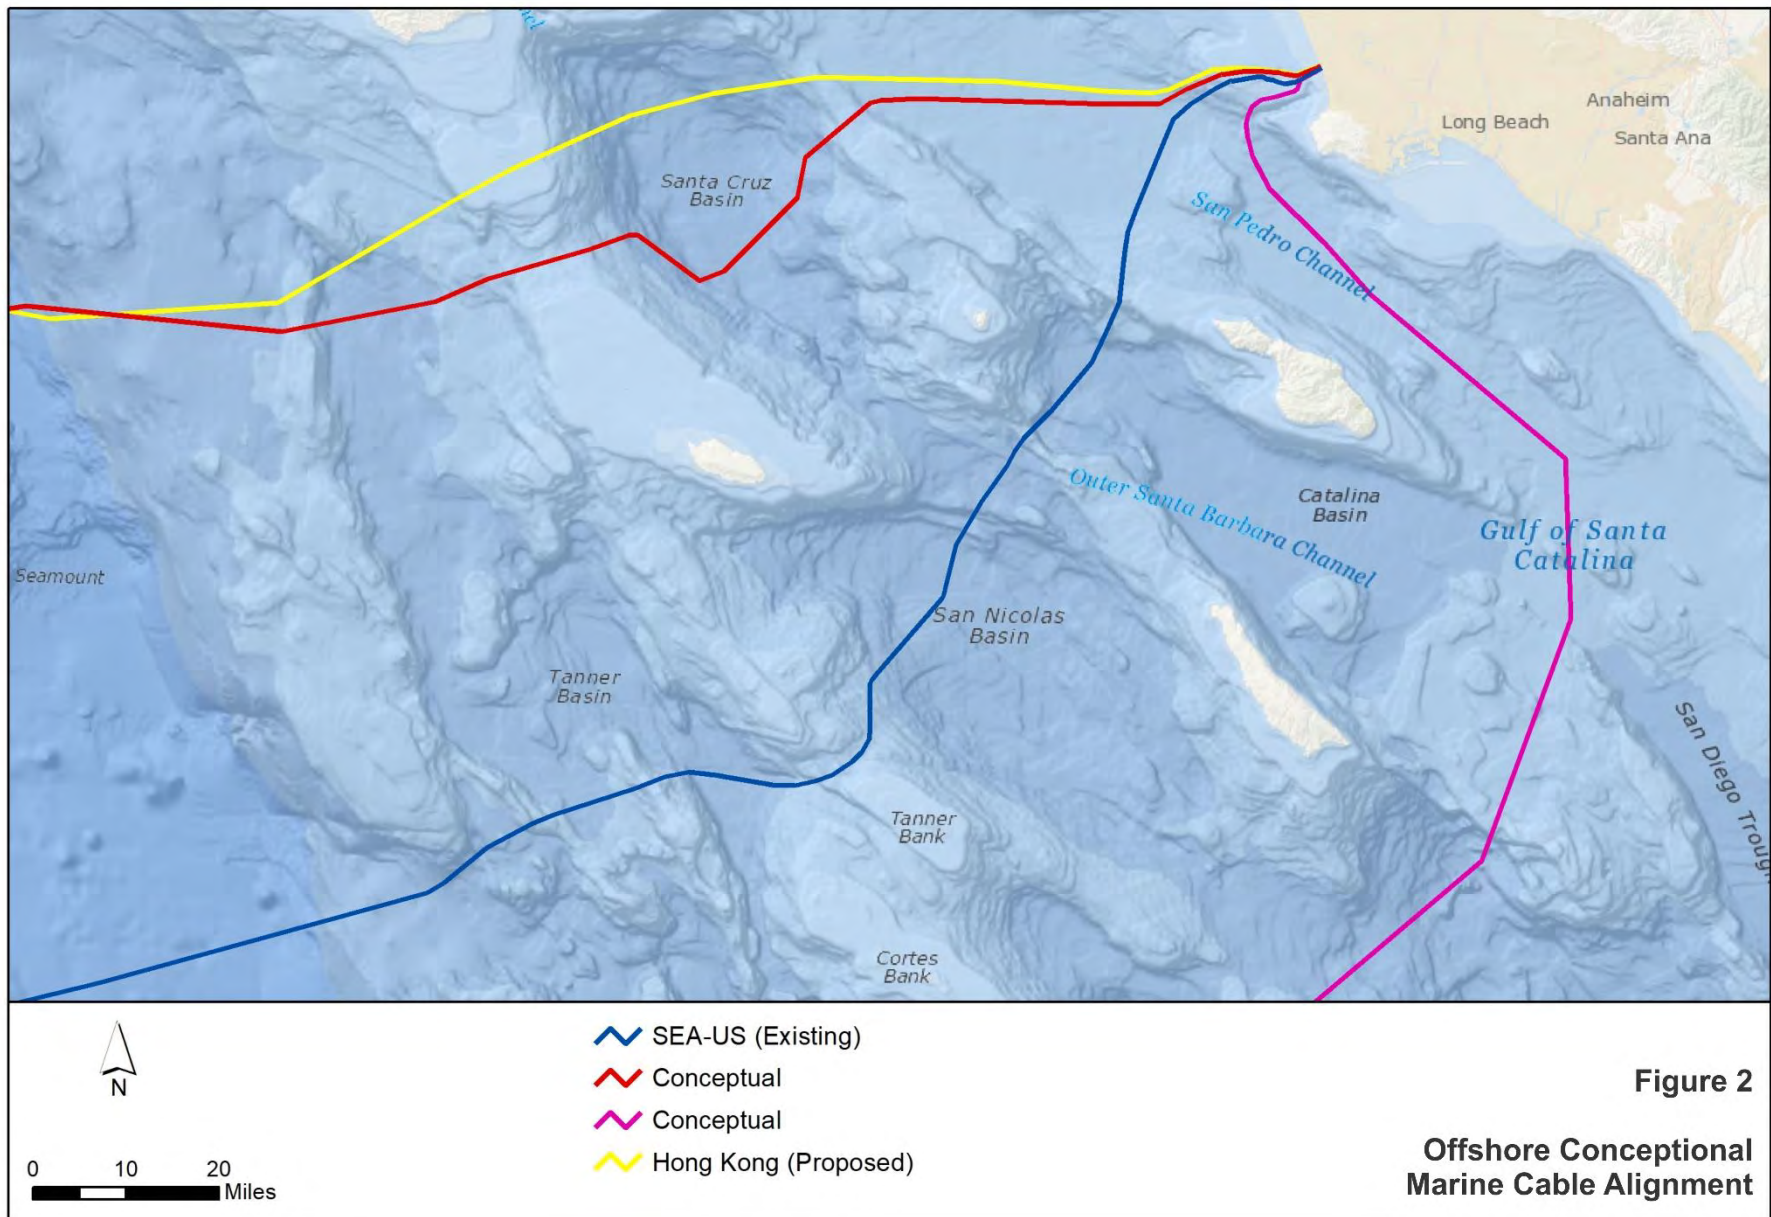 el
Anaheim
Long Beach
Santa Ana
Santa Cruz
Basin
San Pedro Channel
Outer Santa Barbara Channel
Catalina
Basin
Gulf of Santa
Catalina
Seamount
San Nicolas
Basin
Tanner
Basin
San Diego Trough
Tanner
Bank
Cortes
Bank
N
0 10 20
Miles
SEA-US (Existing)
Conceptual
Conceptual
Hong Kong (Proposed)
Figure 2
Offshore Conceptional
Marine Cable Alignment